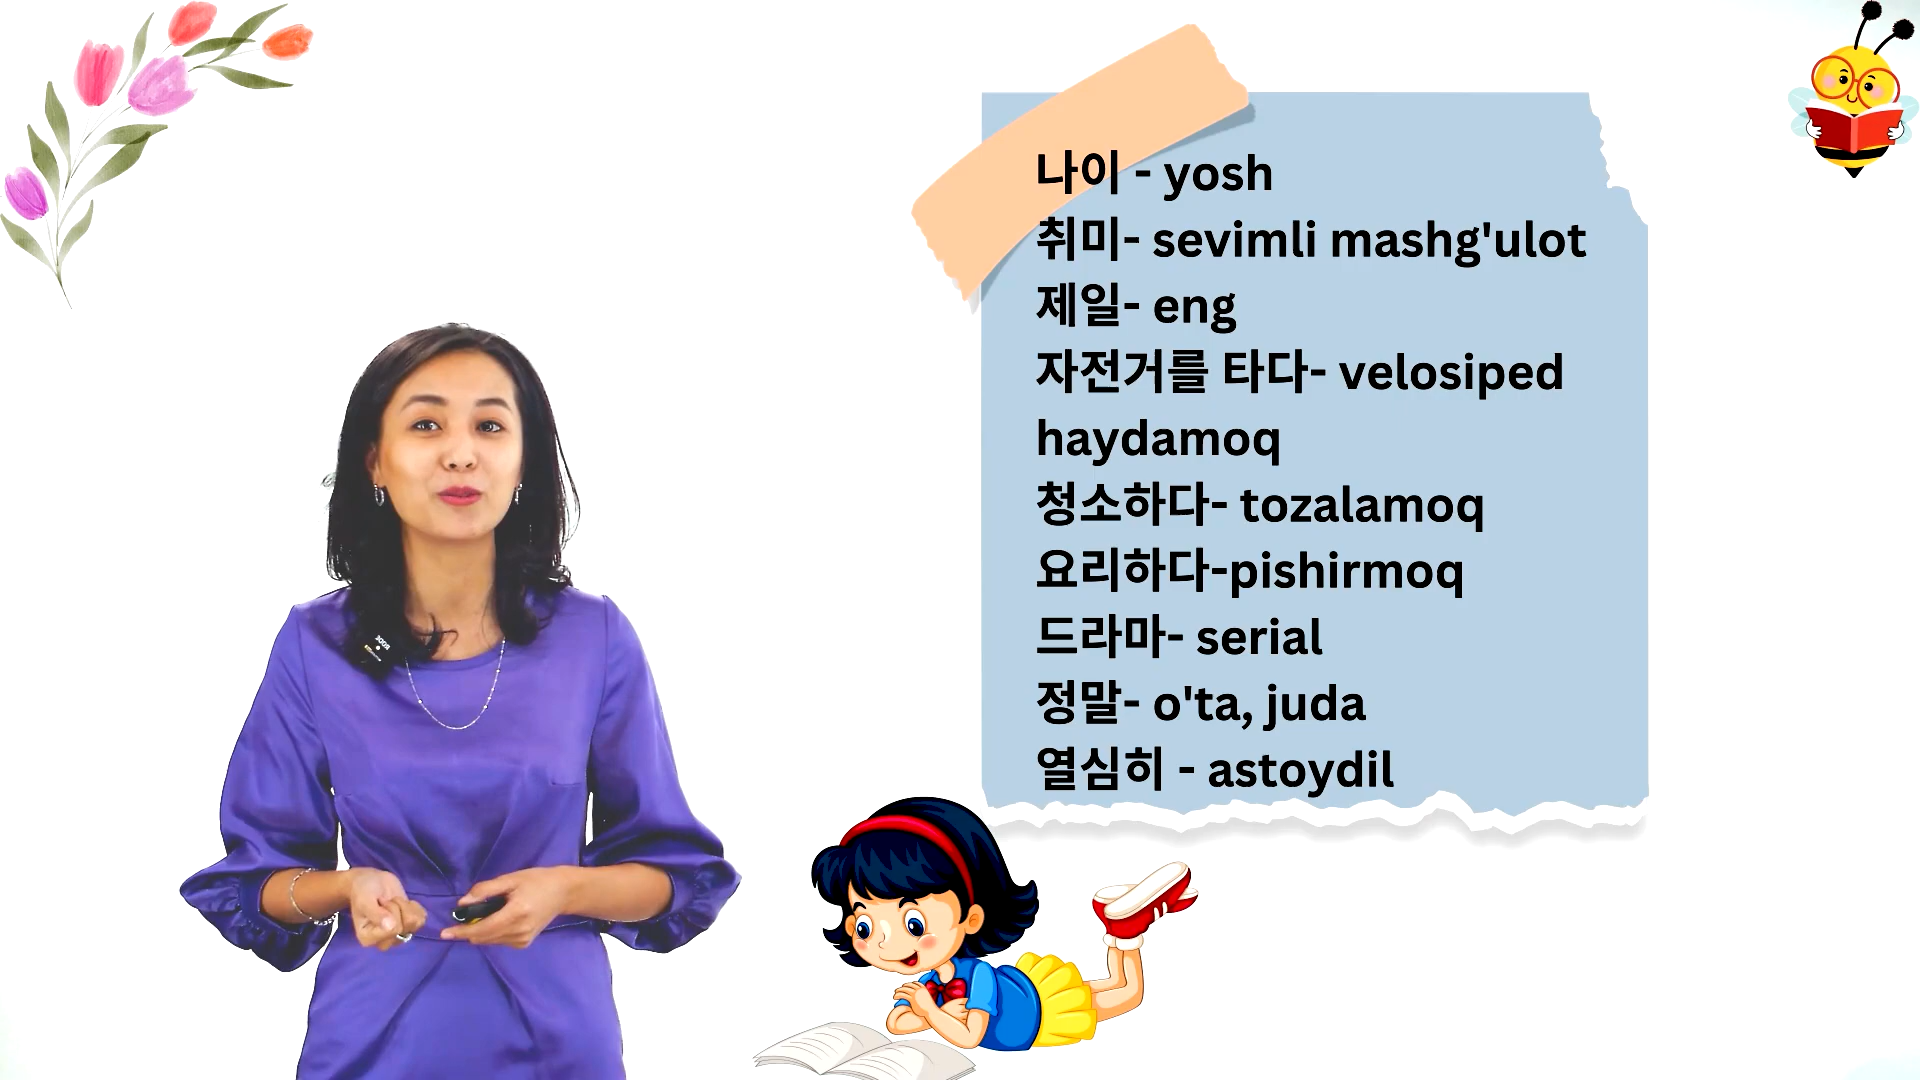 나이 - yosh
취미- sevimli mashg'ulot
제일- eng
자전거를 타다- velosiped
haydamoq
청소하다- tozalamoq
요리하다-pishirmoq
드라마- serial
정말- o'ta, juda
열심히 - astoydil